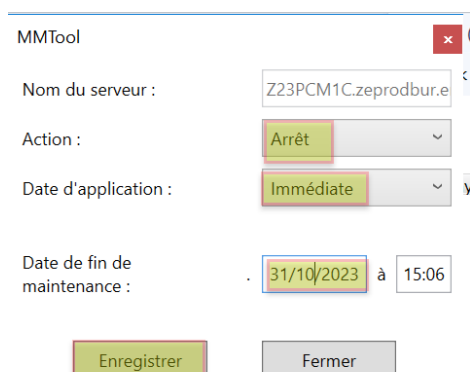 MMTool
Nom du serveur : Z23PCM1C.zeprodbur.e
Action : Arrêt
Date d'application : Immédiate
Date de fin de
maintenance : . 31/10/2023 à 15:06
Enregistrer Fermer